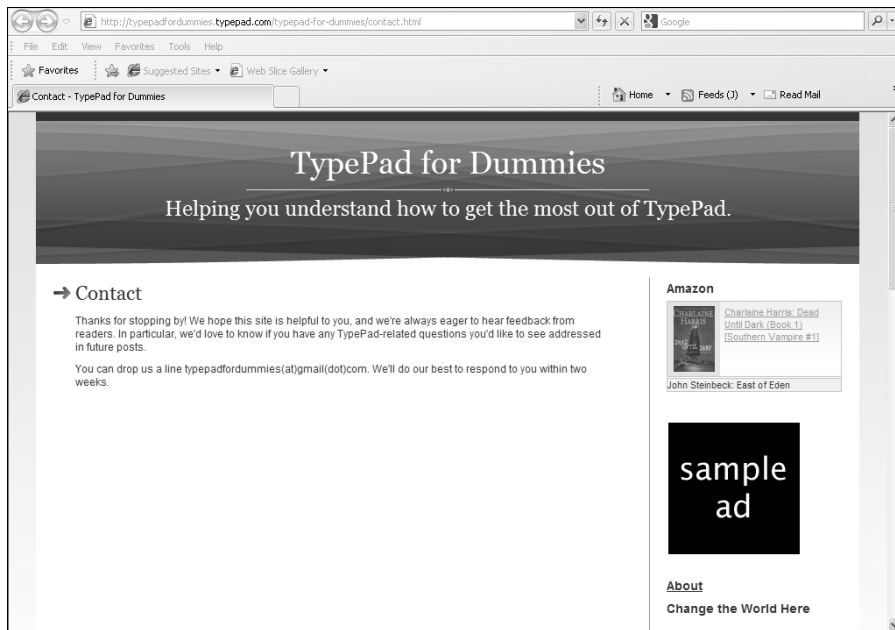 http://typepadfordummies.typepad.com/typepad-for-dummies/contact.html
Google
File Edit View Favorites Tools Help
Favorites Suggested Sites Web Slice Gallery
Contact - TypePad for Dummies
Home Feeds (J) Read Mail
TypePad for Dummies
Helping you understand how to get the most out of TypePad.
Contact
Thanks for stopping by! We hope this site is helpful to you, and we're always eager to hear feedback from
readers. In particular, we'd love to know if you have any TypePad-related questions you'd like to see addressed
in future posts.
You can drop us a line typepadfordummies(at)gmail(dot)com. We'll do our best to respond to you within two
weeks.
Amazon
CHARLAINE
HARRIS
DEAD
UNTIL DARK
Charlaine Harris: Dead
Until Dark (Book 1)
[Southern Vampire #1]
John Steinbeck: East of Eden
sample
ad
About
Change the World Here